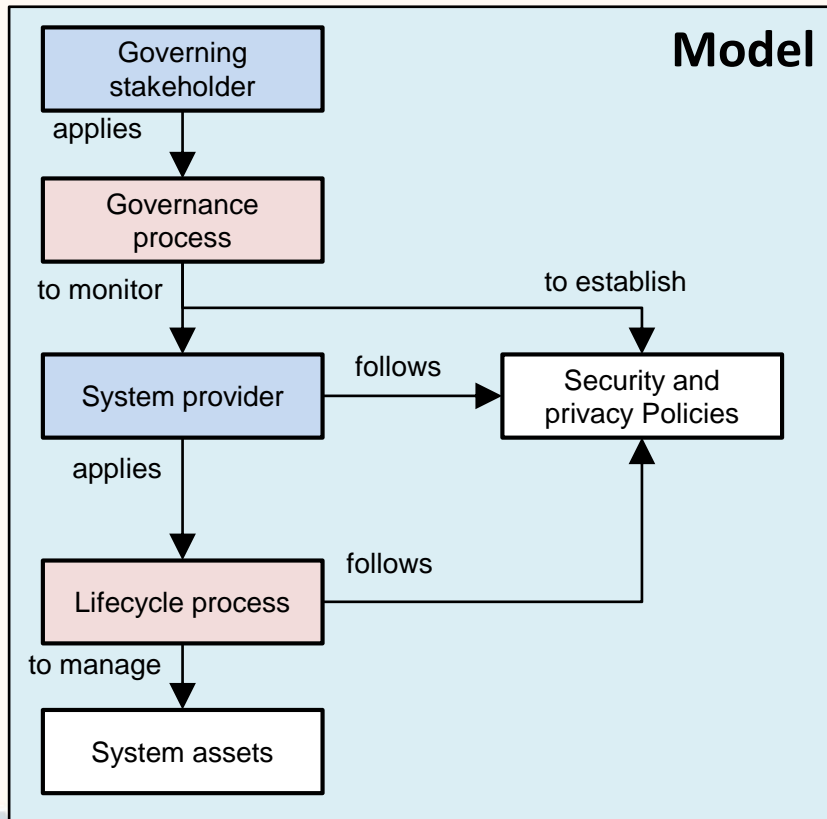 Model
Governing
stakeholder
applies
Governance
process
to monitor
to establish
System provider
follows
Security and
privacy Policies
applies
Lifecycle process
follows
to manage
System assets